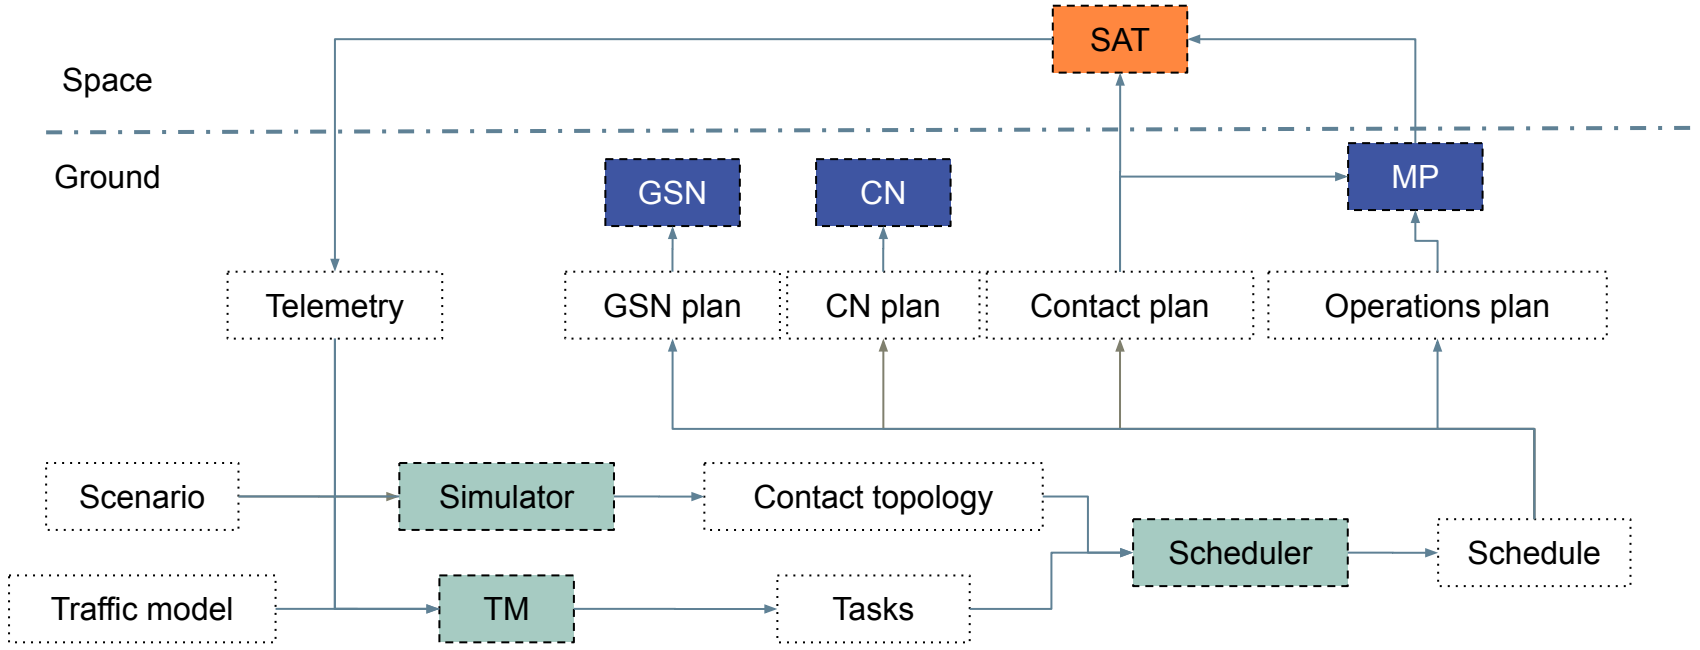 SAT
Space
Ground
GSN
CN
MP
Telemetry
GSN plan
CN plan
Contact plan
Operations plan
Scenario
Simulator
Contact topology
Scheduler
Schedule
Traffic model
TM
Tasks